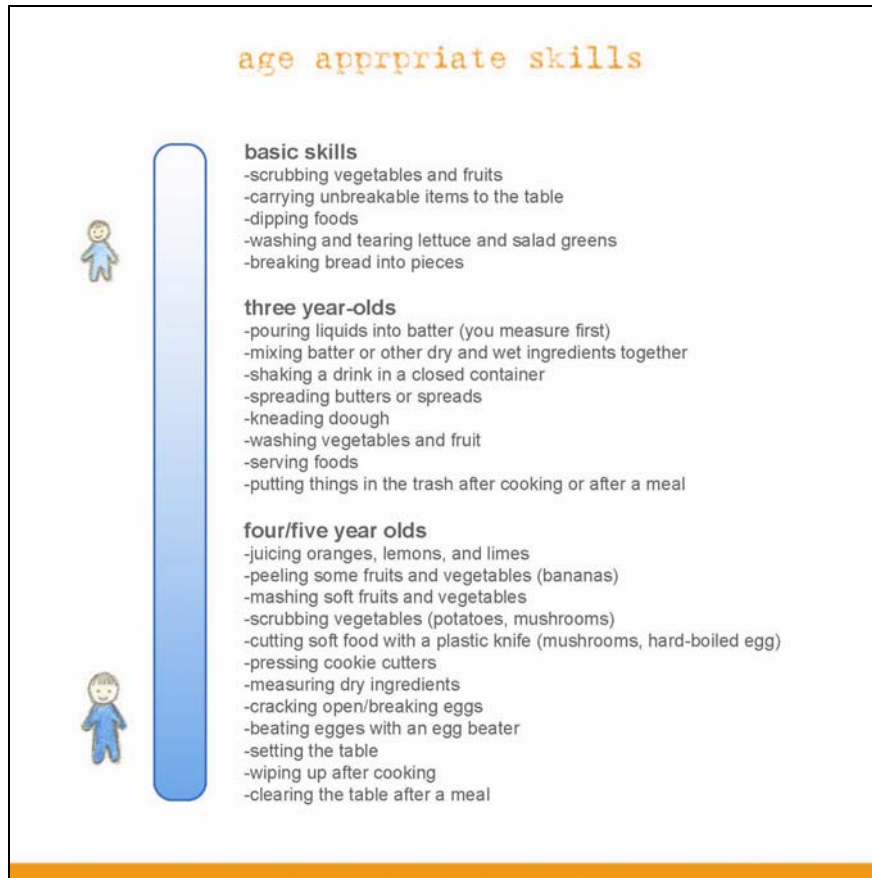 age apprpriate skills
basic skills
-scrubbing vegetables and fruits
-carrying unbreakable items to the table
-dipping foods
-washing and tearing lettuce and salad greens
-breaking bread into pieces
three year-olds
-pouring liquids into batter (you measure first)
-mixing batter or other dry and wet ingredients together
-shaking a drink in a closed container
-spreading butters or spreads
-kneading doough
-washing vegetables and fruit
-serving foods
-putting things in the trash after cooking or after a meal
four/five year olds
-juicing oranges, lemons, and limes
-peeling some fruits and vegetables (bananas)
-mashing soft fruits and vegetables
-scrubbing vegetables (potatoes, mushrooms)
-cutting soft food with a plastic knife (mushrooms, hard-boiled egg)
-pressing cookie cutters
-measuring dry ingredients
-cracking open/breaking eggs
-beating egges with an egg beater
-setting the table
-wiping up after cooking
-clearing the table after a meal